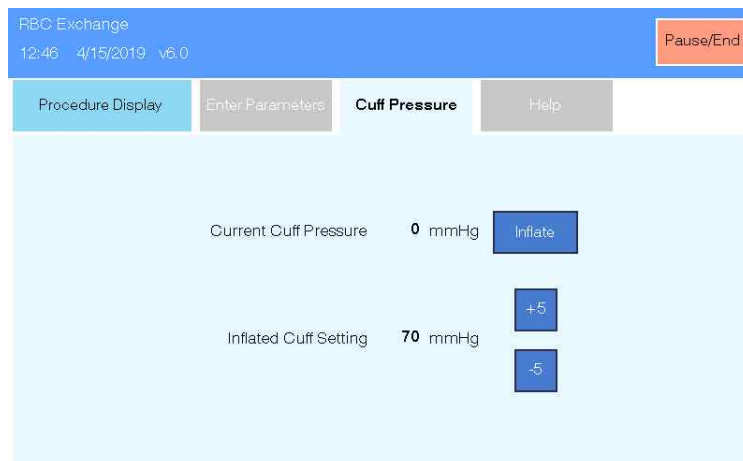 RBC Exchange
12:46 4/15/2019 v6.0
Pause/End
Procedure Display Enter Parameters Cuff Pressure Help
Current Cuff Pressure 0 mmHg Inflate
+5
Inflated Cuff Setting 70 mmHg
-5